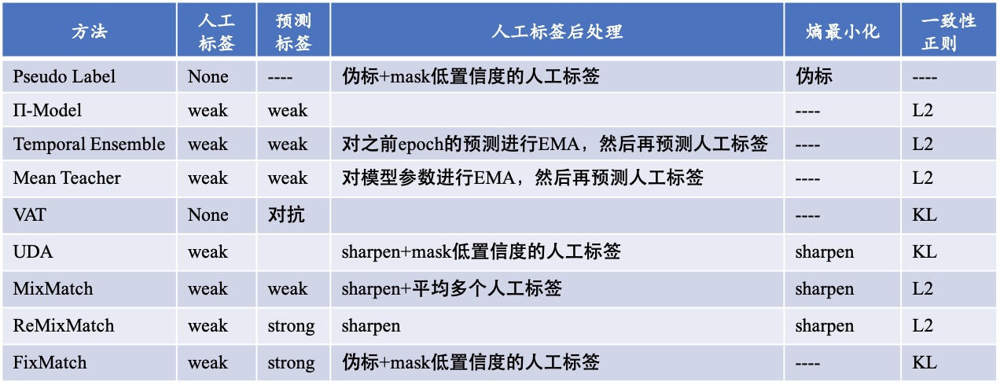 方法 人工标签 预测标签 人工标签后处理 熵最小化 一致性正则
Pseudo Label None ---- 伪标+mask低置信度的人工标签 伪标 ----
Π-Model weak weak ---- L2
Temporal Ensemble weak weak 对之前epoch的预测进行EMA，然后再预测人工标签 ---- L2
Mean Teacher weak weak 对模型参数进行EMA，然后再预测人工标签 ---- L2
VAT None 对抗 ---- KL
UDA weak sharpen+mask低置信度的人工标签 sharpen KL
MixMatch weak weak sharpen+平均多个人工标签 sharpen L2
ReMixMatch weak strong sharpen sharpen L2
FixMatch weak strong 伪标+mask低置信度的人工标签 ---- KL